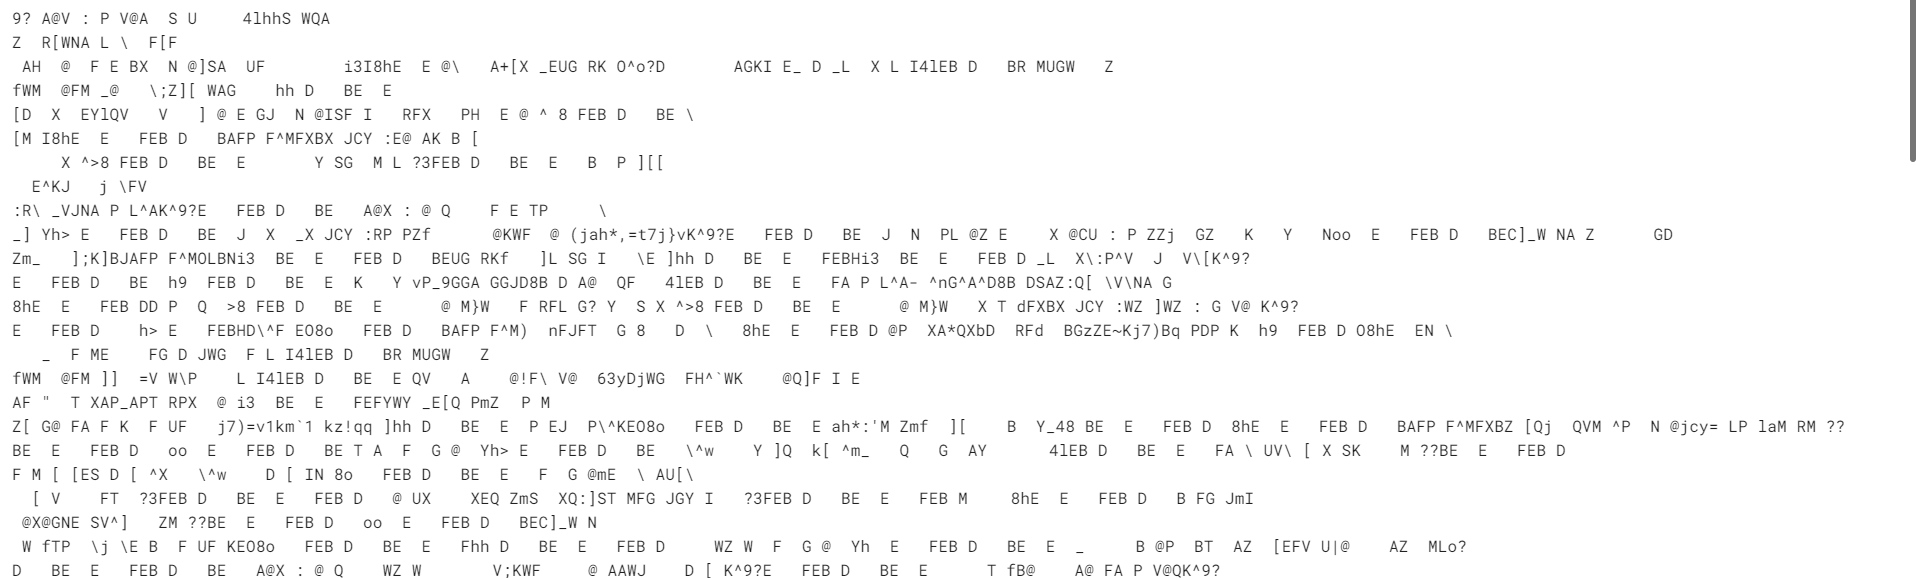 9? A@V : P V@A  S U     4lhhS WQA
Z  R[WNA L \  F[F
 AH  @  F E BX  N @]SA  UF        i3I8hE  E @\   A+[X _EUG RK O^o?D       AGKI E_ D _L  X L I4lEB D   BR MUGW   Z
fWM  @FM _@   \;Z][ WAG    hh D   BE  E
[D  X  EYlQV   V   ] @ E GJ  N @ISF I   RFX   PH  E @ ^ 8 FEB D   BE \
[M I8hE  E   FEB D   BAFP F^MFXBX JCY :E@ AK B [
     X ^>8 FEB D   BE  E       Y SG  M L ?3FEB D   BE  E   B  P ][[
  E^KJ   j \FV
:R\ _VJNA P L^AK^9?E   FEB D   BE   A@X : @ Q    F E TP     \
_] Yh> E   FEB D   BE  J  X  _X JCY :RP PZf      @KWF  @ (jah*,=t7j}vK^9?E   FEB D   BE  J  N  PL @Z E    X @CU : P ZZj  GZ   K   Y   Noo  E   FEB D   BEC]_W NA Z      GD
Zm_   ];K]BJAFP F^MOLBNi3  BE  E   FEB D   BEUG RKf   ]L SG I   \E ]hh D   BE  E   FEBHi3  BE  E   FEB D _L  X\:P^V  J  V\[K^9?
E   FEB D   BE  h9  FEB D   BE  E  K   Y vP_9GGA GGJD8B D A@  QF   4lEB D   BE  E   FA P L^A- ^nG^A^D8B DSAZ:Q[ \V\NA G
8hE  E   FEB DD P  Q  >8 FEB D   BE  E      @ M}W   F RFL G? Y  S X ^>8 FEB D   BE  E      @ M}W   X T dFXBX JCY :WZ ]WZ : G V@ K^9?
E   FEB D    h> E   FEBHD\^F EO8o   FEB D   BAFP F^M)  nFJFT  G 8   D  \   8hE  E   FEB D @P  XA*QXbD  RFd  BGzZE~Kj7)Bq PDP K  h9  FEB D O8hE  EN \
   _  F ME    FG D JWG  F L I4lEB D   BR MUGW   Z
fWM  @FM ]]  =V W\P    L I4lEB D   BE  E QV   A    @!F\ V@  63yDjWG  FH^`WK    @Q]F I E
AF "  T XAP_APT RPX  @ i3  BE  E   FEFYWY _E[Q PmZ  P M
Z[ G@ FA F K  F UF   j7)=v1km`1 kz!qq ]hh D   BE  E  P EJ  P\^KEO8o   FEB D   BE  E ah*:'M Zmf  ][    B  Y_48 BE  E   FEB D  8hE  E   FEB D   BAFP F^MFXBZ [Qj  QVM ^P  N @jcy= LP laM RM ??
BE  E   FEB D   oo  E   FEB D   BE T A  F  G @  Yh> E   FEB D   BE   \^w    Y ]Q  k[ ^m_   Q   G  AY      4lEB D   BE  E   FA \ UV\ [ X SK    M ??BE  E   FEB D
F M [ [ES D [ ^X   \^w    D [ IN 8o   FEB D   BE  E   F  G @mE  \ AU[\
  [ V    FT  ?3FEB D   BE  E   FEB D   @ UX    XEQ ZmS  XQ:]ST MFG JGY I   ?3FEB D   BE  E   FEB M    8hE  E   FEB D   B FG JmI
 @X@GNE SV^]   ZM ??BE  E   FEB D   oo  E   FEB D   BEC]_W N
 W fTP  \j \E B  F UF KEO8o   FEB D   BE  E   Fhh D   BE  E   FEB D     WZ W  F  G @  Yh  E   FEB D   BE  E  _     B @P  BT  AZ  [EFV U|@    AZ  MLo?
D   BE  E   FEB D   BE   A@X : @ Q    WZ W       V;KWF     @ AAWJ    D [ K^9?E   FEB D   BE  E      T fB@    A@ FA P V@QK^9?